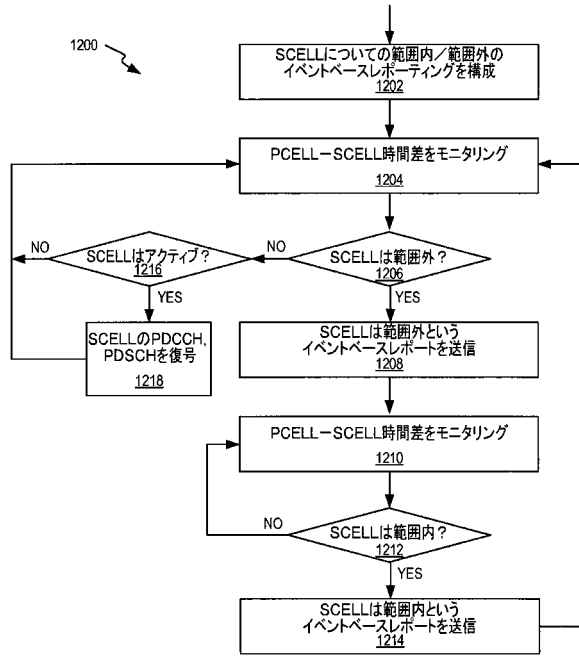 1200
SCELLについての範囲内/範囲外の
イベントベースレポーティングを構成
1202
PCELL-SCELL時間差をモニタリング
1204
NO
SCELLはアクティブ?
1216
NO
SCELLは範囲外?
1206
YES
YES
SCELLのPDCCH,
PDSCHを復号
1218
SCELLは範囲外という
イベントベースレポートを送信
1208
PCELL-SCELL時間差をモニタリング
1210
NO
SCELLは範囲内?
1212
YES
SCELLは範囲内という
イベントベースレポートを送信
1214